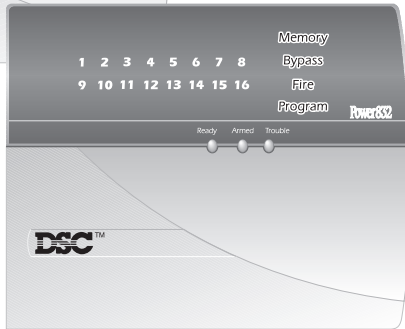 Memory
1 2 3 4 5 6 7 8 Bypass
9 10 11 12 13 14 15 16 Fire
Program Power832
Ready Armed Trouble
DSC™